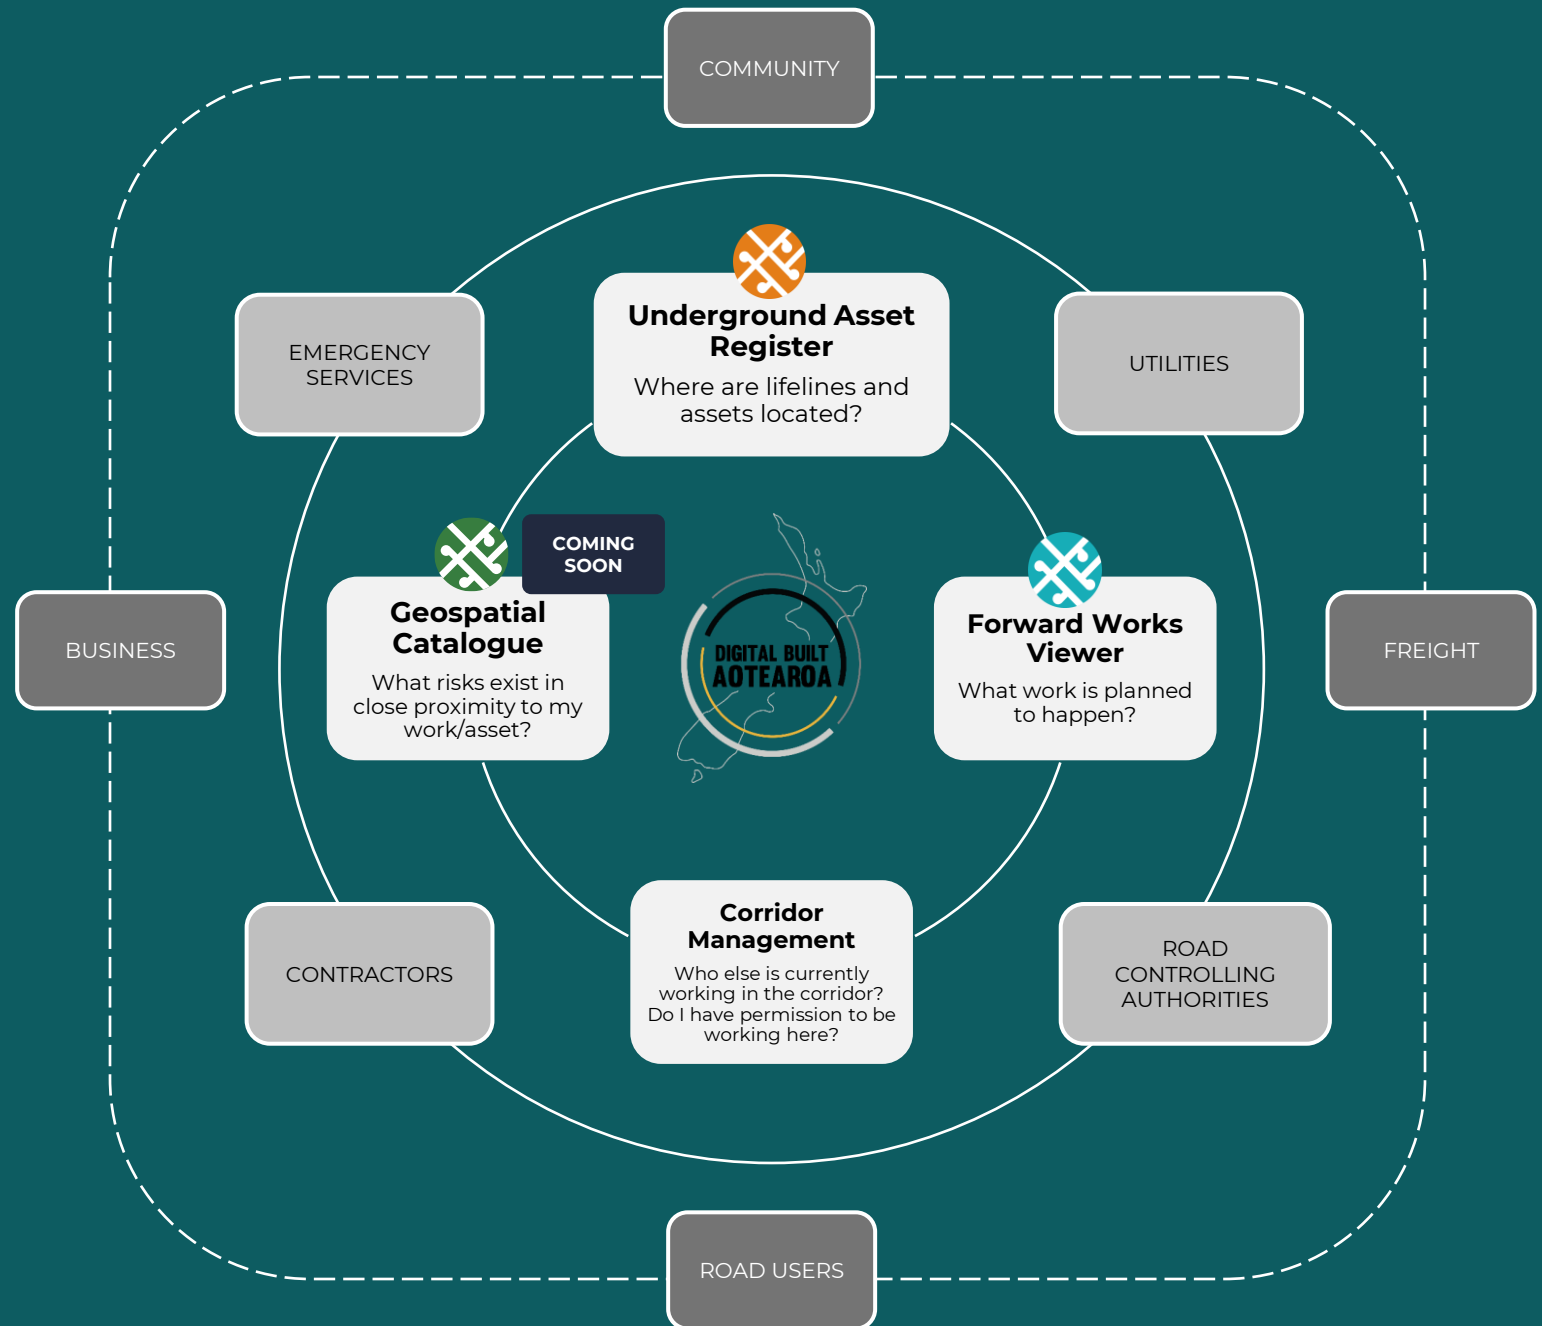 COMMUNITY
Underground Asset
Register
Where are lifelines and
assets located?
EMERGENCY
SERVICES
UTILITIES
COMING
SOON
Geospatial
Catalogue
What risks exist in
close proximity to my
work/asset?
DIGITAL BUILT
AOTEAROA
Forward Works
Viewer
What work is planned
to happen?
BUSINESS
FREIGHT
Corridor
Management
Who else is currently
working in the corridor?
Do I have permission to be
working here?
CONTRACTORS
ROAD
CONTROLLING
AUTHORITIES
ROAD USERS